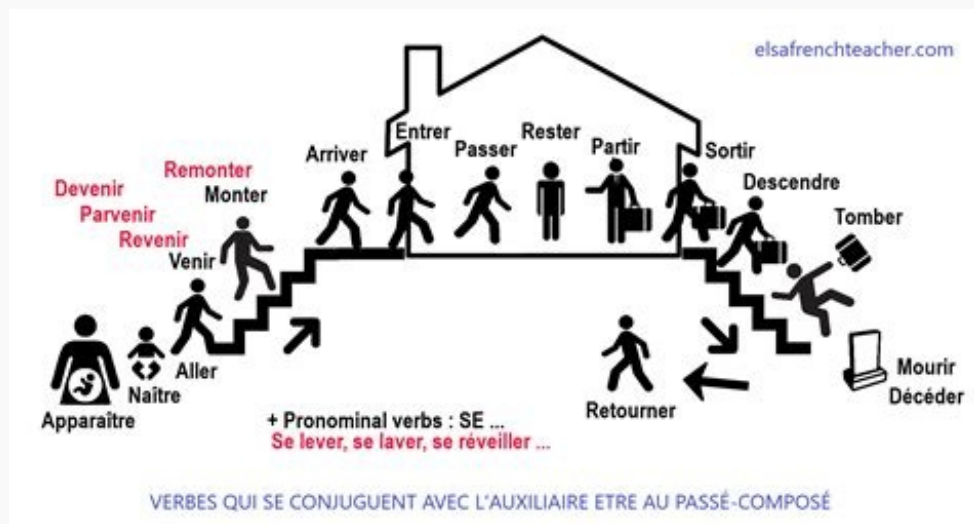 elsafrenchteacher.com
Entrer
Rester
Partir
Sortir
Passer
Arriver
Remonter
Monter
Devenir
Parvenir
Revenir
Venir
Descendre
Tomber
Aller
Naître
Apparaître
Retourner
Mourir
Décéder
+ Pronominal verbs : SE ...
Se lever, se laver, se réveiller ...
VERBES QUI SE CONJUGUENT AVEC L'AUXILIAIRE ETRE AU PASSÉ-COMPOSÉ